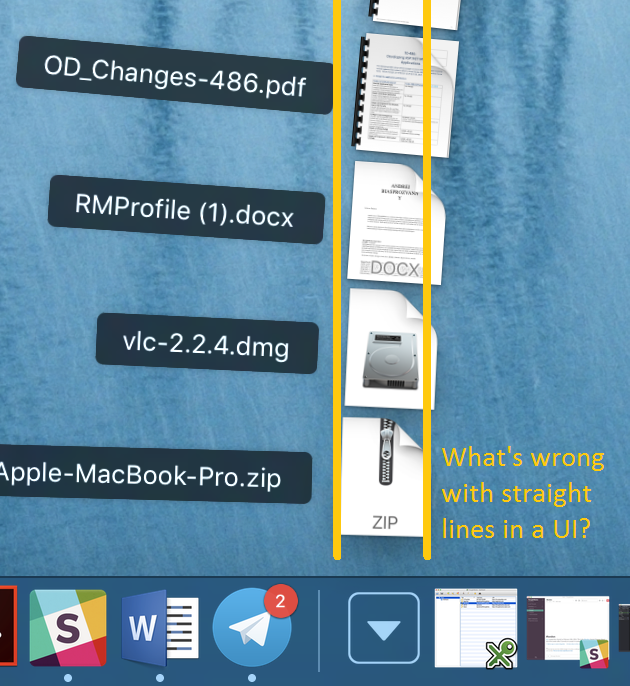 OD_Changes-486.pdf
RMProfile (1).docx
DOCX
vlc-2.2.4.dmg
Apple-MacBook-Pro.zip
ZIP
What's wrong
with straight
lines in a UI?
S
W
2